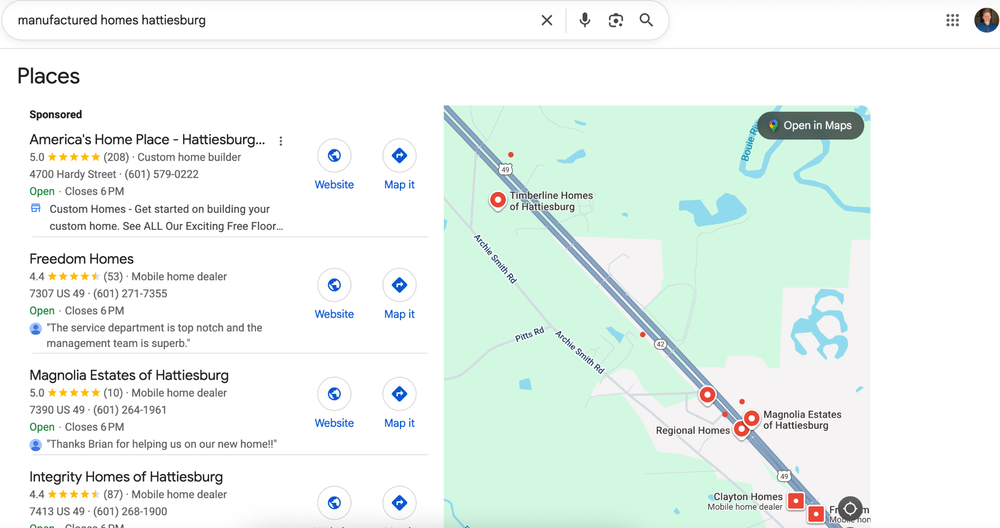 manufactured homes hattiesburg
Places
Sponsored
America's Home Place - Hattiesburg...
5.0 (208) · Custom home builder
4700 Hardy Street · (601) 579-0222
Open · Closes 6 PM
Custom Homes - Get started on building your
custom home. See ALL Our Exciting Free Floor...
Website
Map it
Freedom Homes
4.4 (53) · Mobile home dealer
7307 US 49 · (601) 271-7355
Open · Closes 6 PM
"The service department is top notch and the
management team is superb."
Website
Map it
Magnolia Estates of Hattiesburg
5.0 (10) · Mobile home dealer
7390 US 49 · (601) 264-1961
Open · Closes 6 PM
"Thanks Brian for helping us on our new home!!"
Website
Map it
Integrity Homes of Hattiesburg
4.4 (87) · Mobile home dealer
7413 US 49 · (601) 268-1900
Open · Closes 6 PM
Open in Maps
Bouie
49
Timberline Homes
of Hattiesburg
Archie Smith Rd
Pitts Rd
Archie Smith Rd
42
Magnolia Estates
of Hattiesburg
Regional Homes
49
Clayton Homes
Mobile home dealer
Mobile